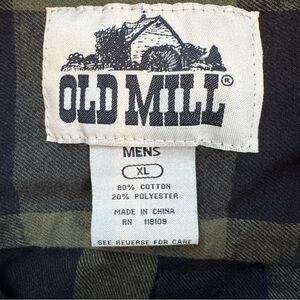 OLD MILL®
MENS
XL
80% COTTON
20% POLYESTER
MADE IN CHINA
RN 118109
SEE REVERSE FOR CARE